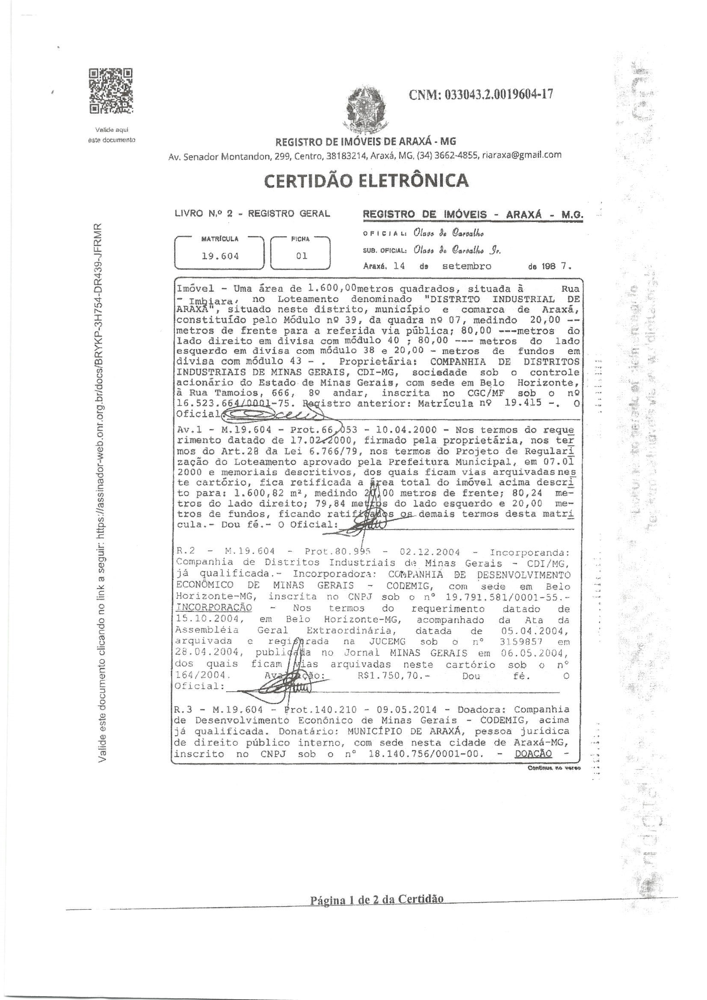 Valide aqui
este documento
CNM: 033043.2.0019604-17
REGISTRO DE IMÓVEIS DE ARAXÁ - MG
Av. Senador Montandon, 299, Centro, 38183214, Araxá, MG, (34) 3662-4855, riaraxa@gmail.com
CERTIDÃO ELETRÔNICA
LIVRO N.º 2 - REGISTRO GERAL
REGISTRO DE IMÓVEIS - ARAXÁ - M.G.
MATRÍCULA
19.604
FICHA
01
OFICIAL: Olavo de Carvalho
SUB. OFICIAL: Olavo de Carvalho Jr.
Araxá, 14 de setembro de 1987.
Imóvel - Uma área de 1.600,00metros quadrados, situada à Rua
- Imbiara, no Loteamento denominado "DISTRITO INDUSTRIAL DE
ARAXÁ", situado neste distrito, município e comarca de Araxá,
constituído pelo Módulo nº 39, da quadra nº 07, medindo 20,00 --
metros de frente para a referida via pública; 80,00 ---metros do
lado direito em divisa com módulo 40 ; 80,00 --- metros do lado
esquerdo em divisa com módulo 38 e 20,00 - metros de fundos em
divisa com módulo 43 - . Proprietária: COMPANHIA DE DISTRITOS
INDUSTRIAIS DE MINAS GERAIS, CDI-MG, sociedade sob o controle
acionário do Estado de Minas Gerais, com sede em Belo Horizonte,
à Rua Tamoios, 666, 8º andar, inscrita no CGC/MF sob o nº
16.523.664/0001-75. Registro anterior: Matrícula nº 19.415 -. O
Oficial:
Av.1 - M.19.604 - Prot.66.053 - 10.04.2000 - Nos termos do reque
rimento datado de 17.02.2000, firmado pela proprietária, nos ter
mos do Art.28 da Lei 6.766/79, nos termos do Projeto de Regulari
zação do Loteamento aprovado pela Prefeitura Municipal, em 07.01
2000 e memoriais descritivos, dos quais ficam vias arquivadas nes
te cartório, fica retificada a área total do imóvel acima descri
to para: 1.600,82 m², medindo 20,00 metros de frente; 80,24 me-
tros do lado direito; 79,84 metros do lado esquerdo e 20,00 me-
tros de fundos, ficando ratificados os demais termos desta matrí
cula.- Dou fé.- O Oficial:
R.2 - M.19.604 - Prot.80.995 - 02.12.2004 - Incorporanda:
Companhia de Distritos Industriais de Minas Gerais - CDI/MG,
já qualificada.- Incorporadora: COMPANHIA DE DESENVOLVIMENTO
ECONÔMICO DE MINAS GERAIS - CODEMIG, com sede em Belo
Horizonte-MG, inscrita no CNPJ sob o n° 19.791.581/0001-55.-
INCORPORAÇÃO - Nos termos do requerimento datado de
15.10.2004, em Belo Horizonte-MG, acompanhado da Ata da
Assembléia Geral Extraordinária, datada de 05.04.2004,
arquivada e registrada na JUCEMG sob o n° 3159857 em
28.04.2004, publicada no Jornal MINAS GERAIS em 06.05.2004,
dos quais ficam vias arquivadas neste cartório sob o n°
164/2004. Avaliação: R$1.750,70.- Dou fé. O
Oficial:
R.3 - M.19.604 - Prot.140.210 - 09.05.2014 - Doadora: Companhia
de Desenvolvimento Econônico de Minas Gerais - CODEMIG, acima
já qualificada. Donatário: MUNICÍPIO DE ARAXÁ, pessoa jurídica
de direito público interno, com sede nesta cidade de Araxá-MG,
inscrito no CNPJ sob o n° 18.140.756/0001-00. - DOAÇÃO -
Continua no verso
Página 1 de 2 da Certidão
Valide este documento clicando no link a seguir: https://assinador-web.onr.org.br/docs/BRYKP-3H754-DR439-JFRMR